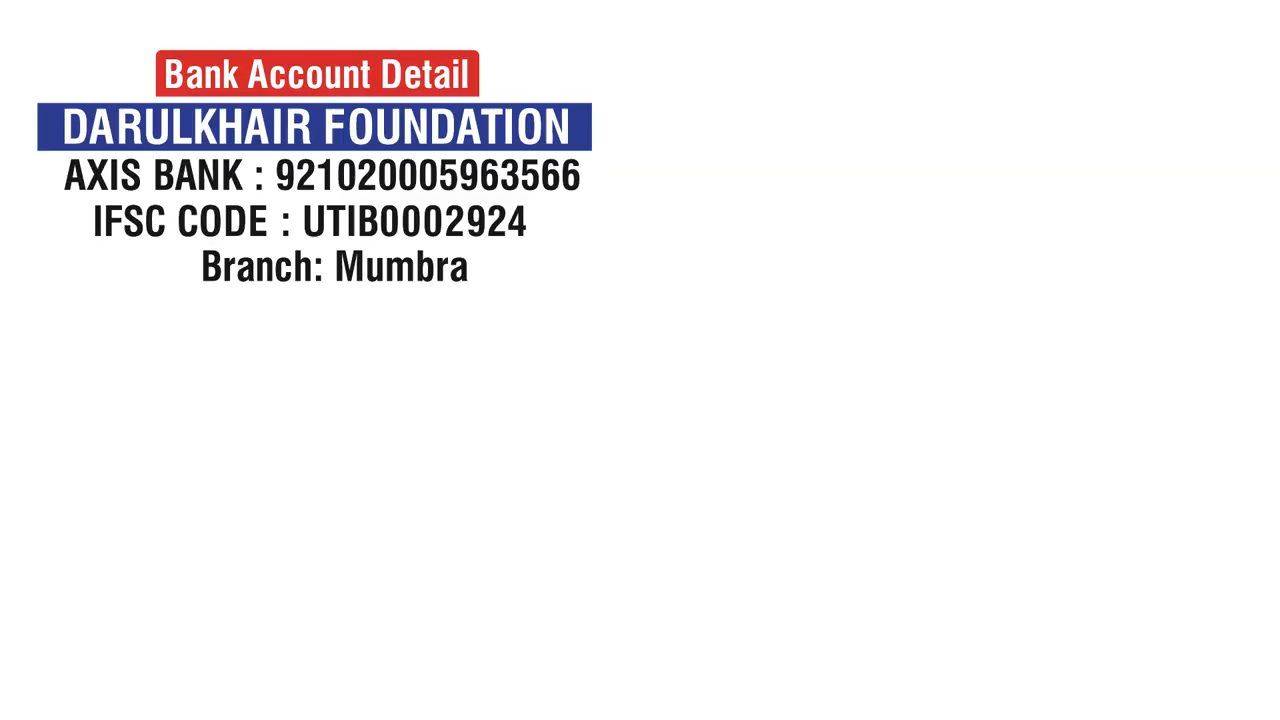 Bank Account Detail
DARULKHAIR FOUNDATION
AXIS BANK : 921020005963566
IFSC CODE : UTIB0002924
Branch: Mumbra